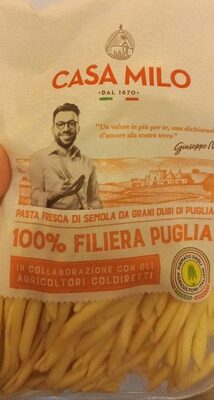 CASA MILO
• DAL 1870 •
"Un valore in più per te, una dichiara
d'amore alla nostra terra"
Giuseppe
PASTA FRESCA DI SEMOLA DA GRANI DURI DI PUGLIA
100% FILIERA PUGLIA
IN COLLABORAZIONE CON GLI
AGRICOLTORI COLDIRETTI